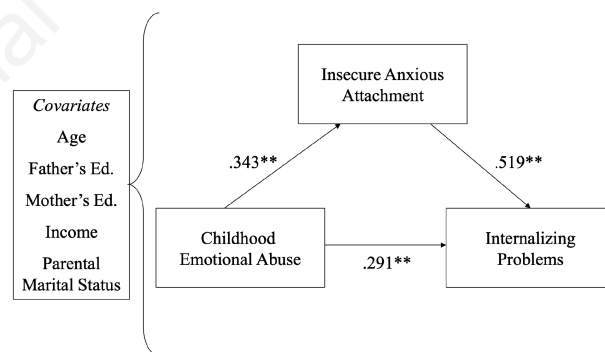 Covariates
Age
Father's Ed.
Mother's Ed.
Income
Parental
Marital Status
Insecure Anxious
Attachment
.343**
.519**
Childhood
Emotional Abuse
.291**
Internalizing
Problems